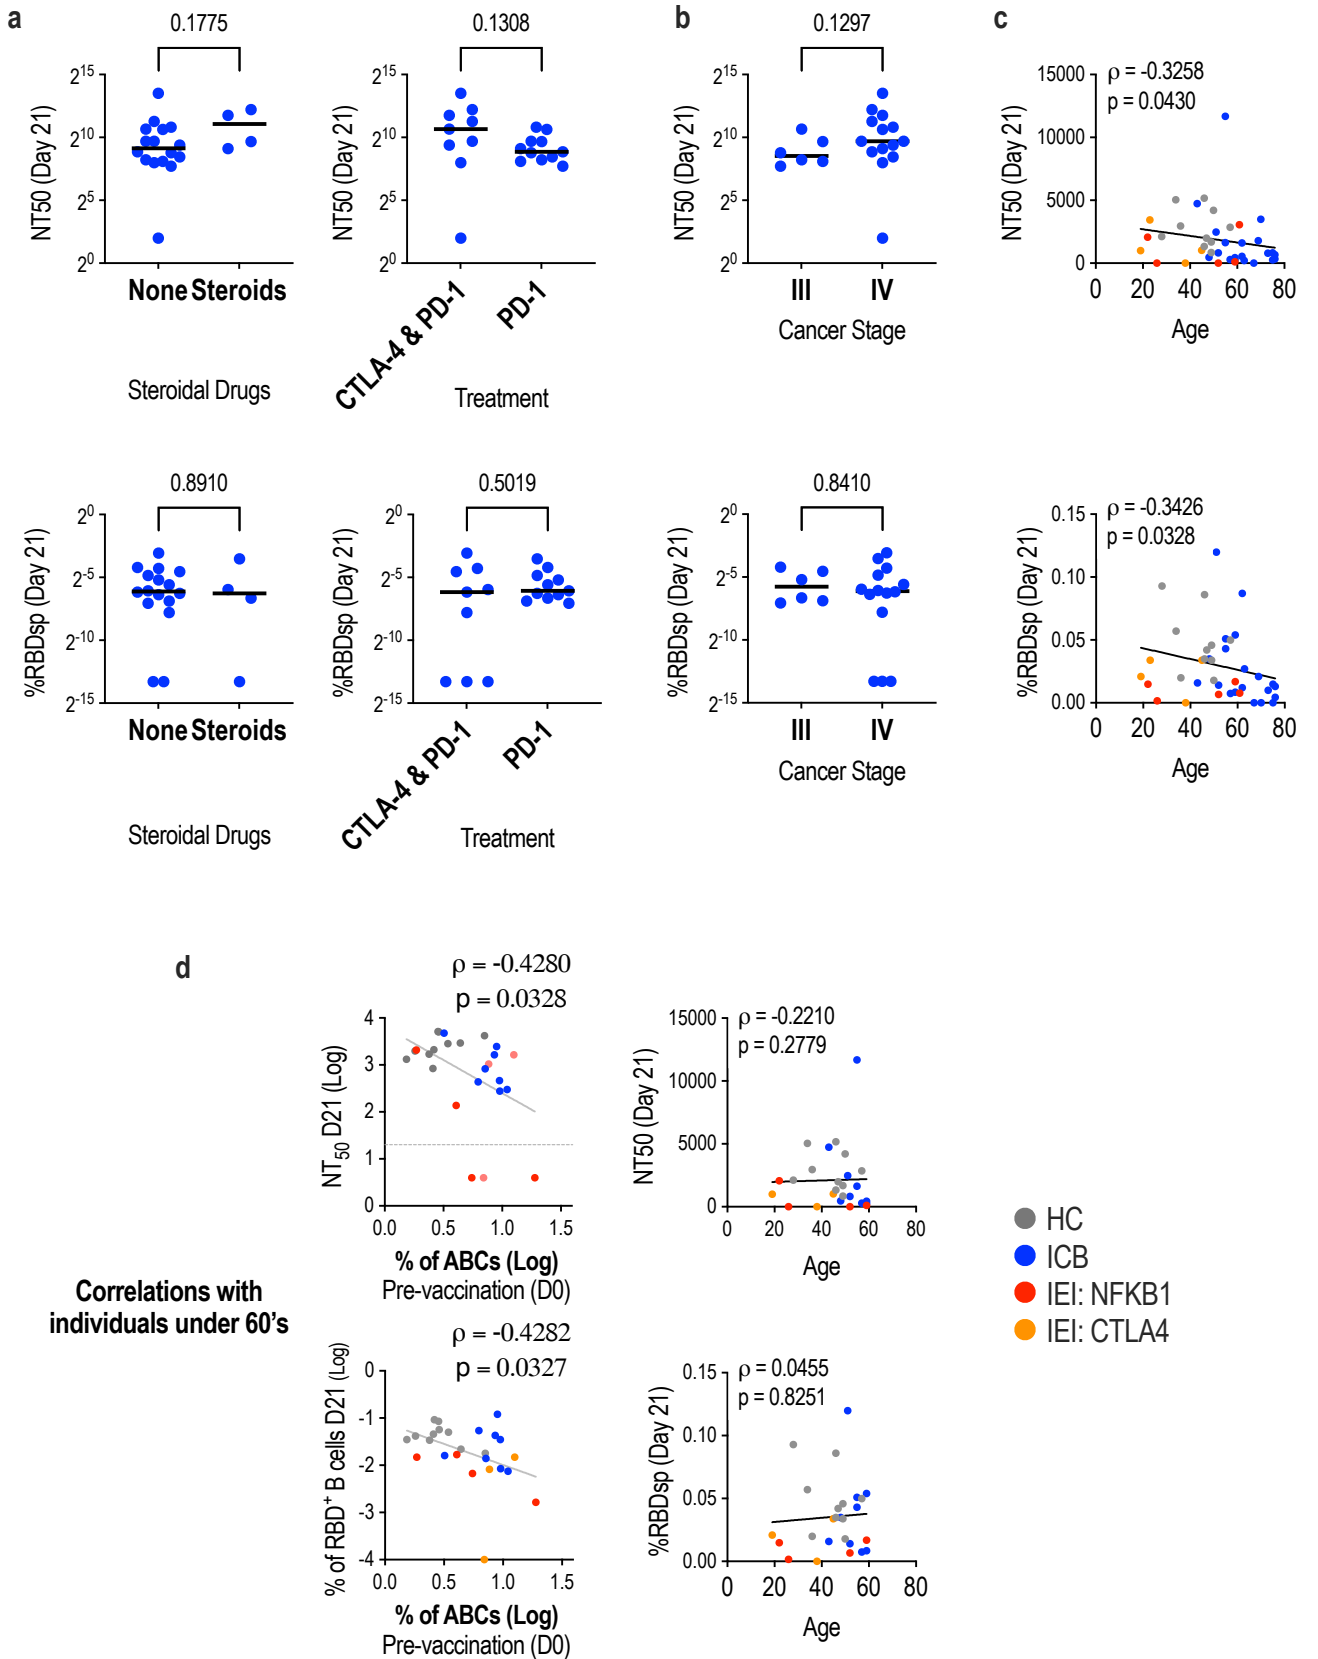 a
b
c
0.1775
NT50 (Day 21)
2^15
2^10
2^5
2^0
None Steroids
Steroidal Drugs
0.1308
NT50 (Day 21)
2^15
2^10
2^5
2^0
CTLA-4 & PD-1
PD-1
Treatment
0.1297
NT50 (Day 21)
2^15
2^10
2^5
2^0
III IV
Cancer Stage
ρ = -0.3258
p = 0.0430
NT50 (Day 21)
15000
10000
5000
0
0 20 40 60 80
Age
0.8910
%RBDsp (Day 21)
2^0
2^-5
2^-10
2^-15
None Steroids
Steroidal Drugs
0.5019
%RBDsp (Day 21)
2^0
2^-5
2^-10
2^-15
CTLA-4 & PD-1
PD-1
Treatment
0.8410
%RBDsp (Day 21)
2^0
2^-5
2^-10
2^-15
III IV
Cancer Stage
ρ = -0.3426
p = 0.0328
%RBDsp (Day 21)
0.15
0.10
0.05
0.00
0 20 40 60 80
Age
d
Correlations with
individuals under 60's
ρ = -0.4280
p = 0.0328
NT50 D21 (Log)
4
3
2
1
0
0.0 0.5 1.0 1.5
% of ABCs (Log)
Pre-vaccination (D0)
ρ = -0.2210
p = 0.2779
NT50 (Day 21)
15000
10000
5000
0
0 20 40 60 80
Age
HC
ICB
IEI: NFKB1
IEI: CTLA4
ρ = -0.4282
p = 0.0327
% of RBD+ B cells D21 (Log)
0
-1
-2
-3
-4
0.0 0.5 1.0 1.5
% of ABCs (Log)
Pre-vaccination (D0)
ρ = 0.0455
p = 0.8251
%RBDsp (Day 21)
0.15
0.10
0.05
0.00
0 20 40 60 80
Age